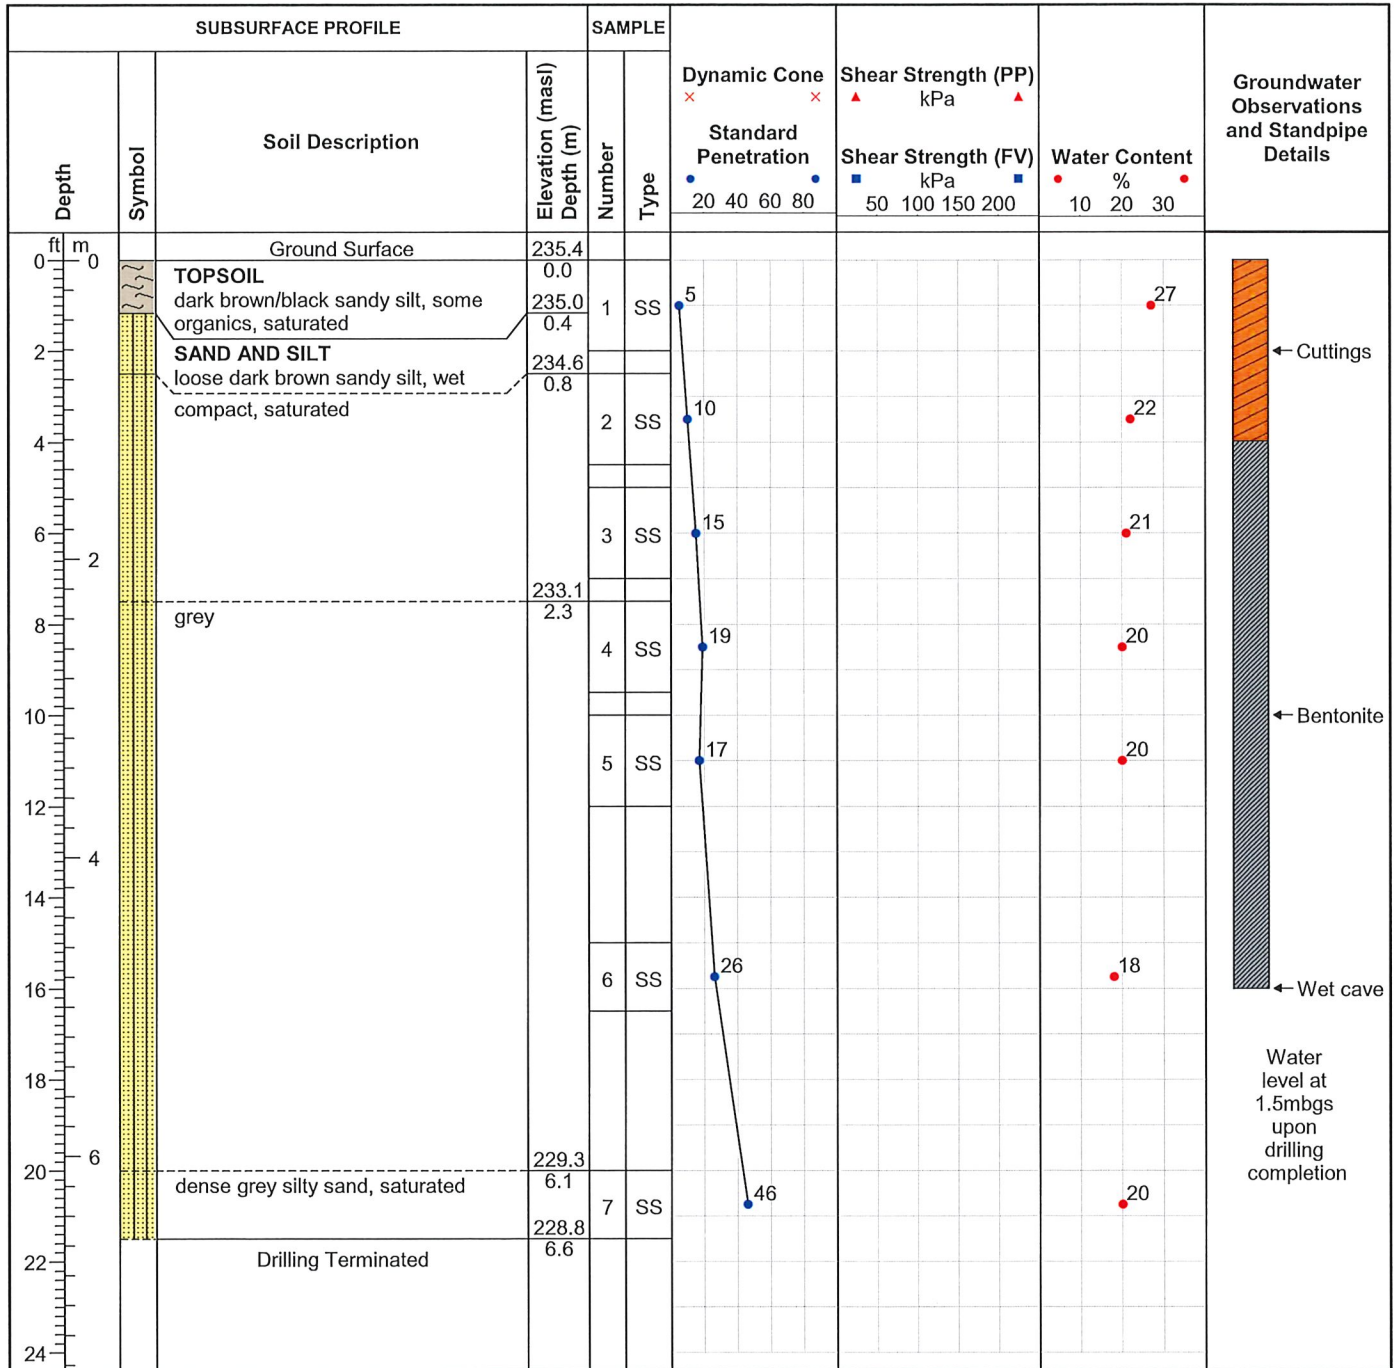 SUBSURFACE PROFILE
SAMPLE
Depth
Symbol
Soil Description
Elevation (masl)
Depth (m)
Number
Type
Dynamic Cone
Standard
Penetration
20 40 60 80
Shear Strength (PP)
kPa
Shear Strength (FV)
kPa
50 100 150 200
Water Content
%
10 20 30
Groundwater
Observations
and Standpipe
Details
ft m
Ground Surface
235.4
0 0
0.0
TOPSOIL
dark brown/black sandy silt, some
organics, saturated
235.0
0.4
1 SS
5
27
2
SAND AND SILT
loose dark brown sandy silt, wet
234.6
0.8
Cuttings
compact, saturated
2 SS
10
22
4
3 SS
15
21
6
2
233.1
2.3
grey
8
4 SS
19
20
10
Bentonite
5 SS
17
20
12
4
14
6 SS
26
18
16
Wet cave
Water
level at
1.5mbgs
upon
drilling
completion
18
6
229.3
20
6.1
dense grey silty sand, saturated
7 SS
46
20
228.8
6.6
Drilling Terminated
22
24